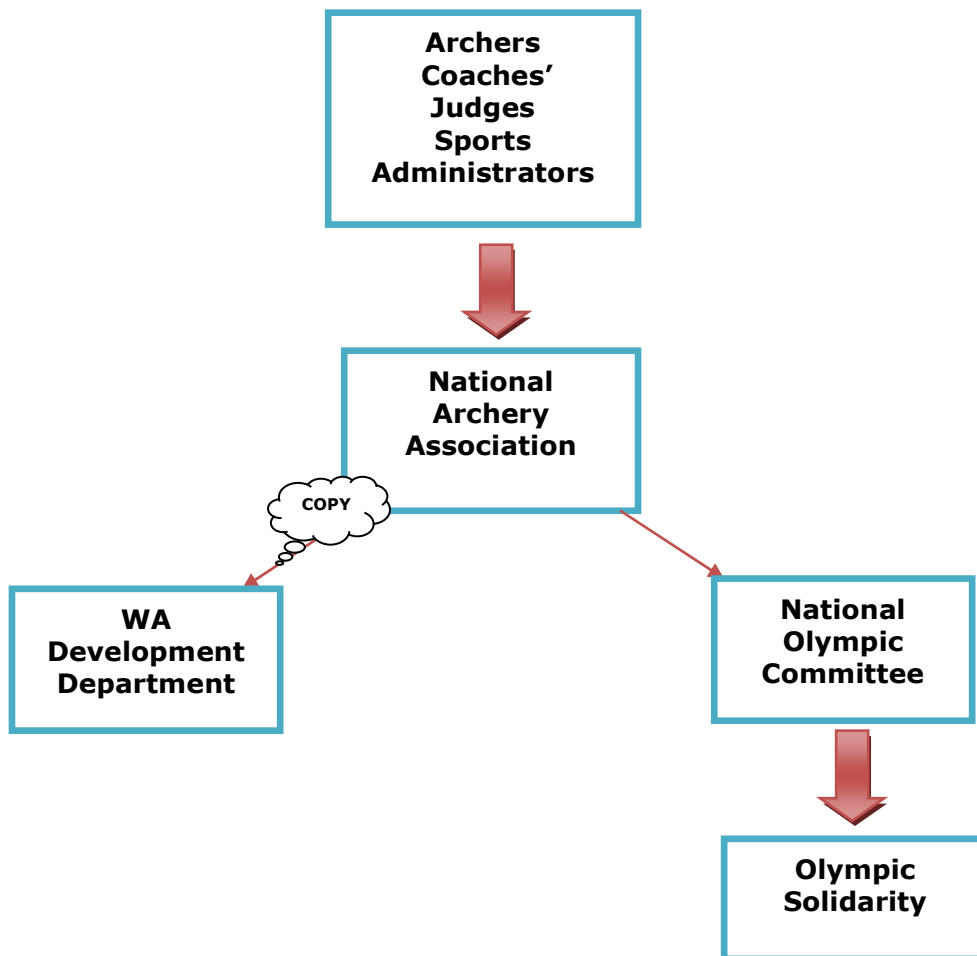 Archers
Coaches’
Judges
Sports
Administrators
National
Archery
Association
COPY
WA
Development
Department
National
Olympic
Committee
Olympic
Solidarity